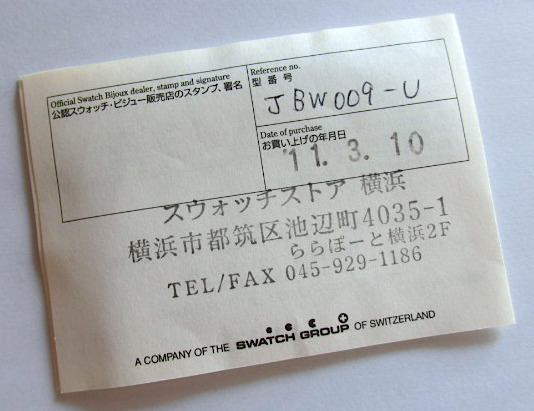 Official Swatch Bijoux dealer, stamp and signature
公認スウォッチ・ビジュー販売店のスタンプ、署名
Reference no.
型番号
JBW009-U
Date of purchase
お買い上げの年月日
'11. 3. 10
スウォッチストア 横浜
横浜市都筑区池辺町4035-1
ららぽーと横浜2F
TEL/FAX 045-929-1186
A COMPANY OF THE SWATCH GROUP OF SWITZERLAND